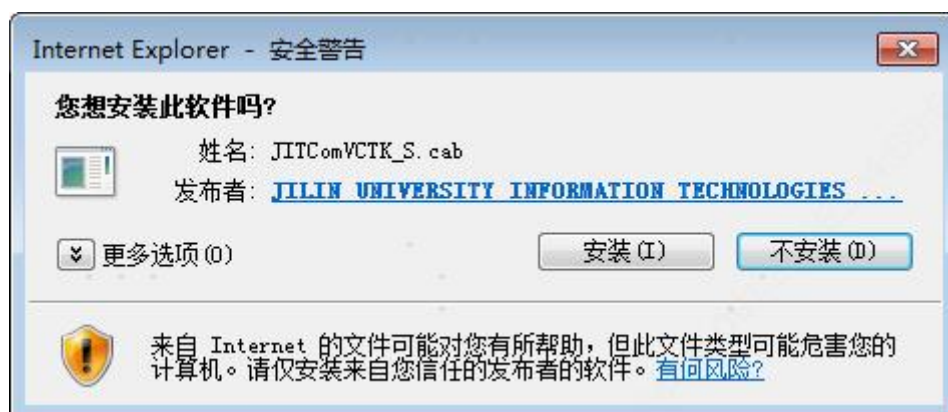 Internet Explorer - 安全警告
您想安装此软件吗?
姓名: JITComVCTK_S.cab
发布者: JILIN UNIVERSITY INFORMATION TECHNOLOGIES ...
更多选项(O)
安装(I)
不安装(D)
来自 Internet 的文件可能对您有所帮助，但此文件类型可能危害您的
计算机。请仅安装来自您信任的发布者的软件。有何风险?